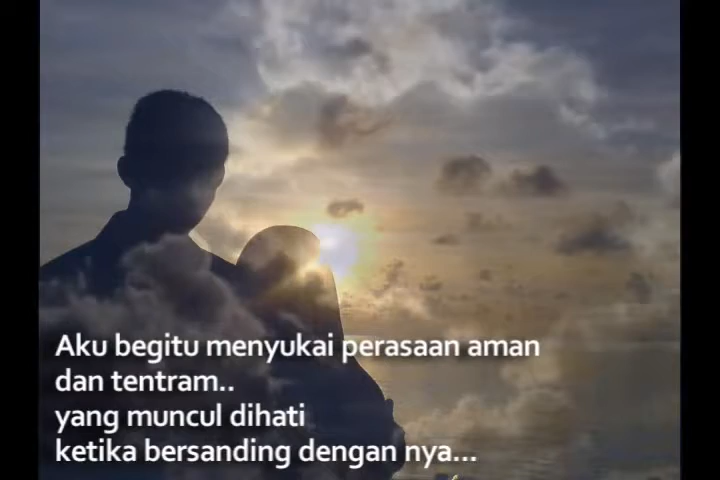 Aku begitu menyukai perasaan aman
dan tentram..
yang muncul dihati
ketika bersanding dengan nya...